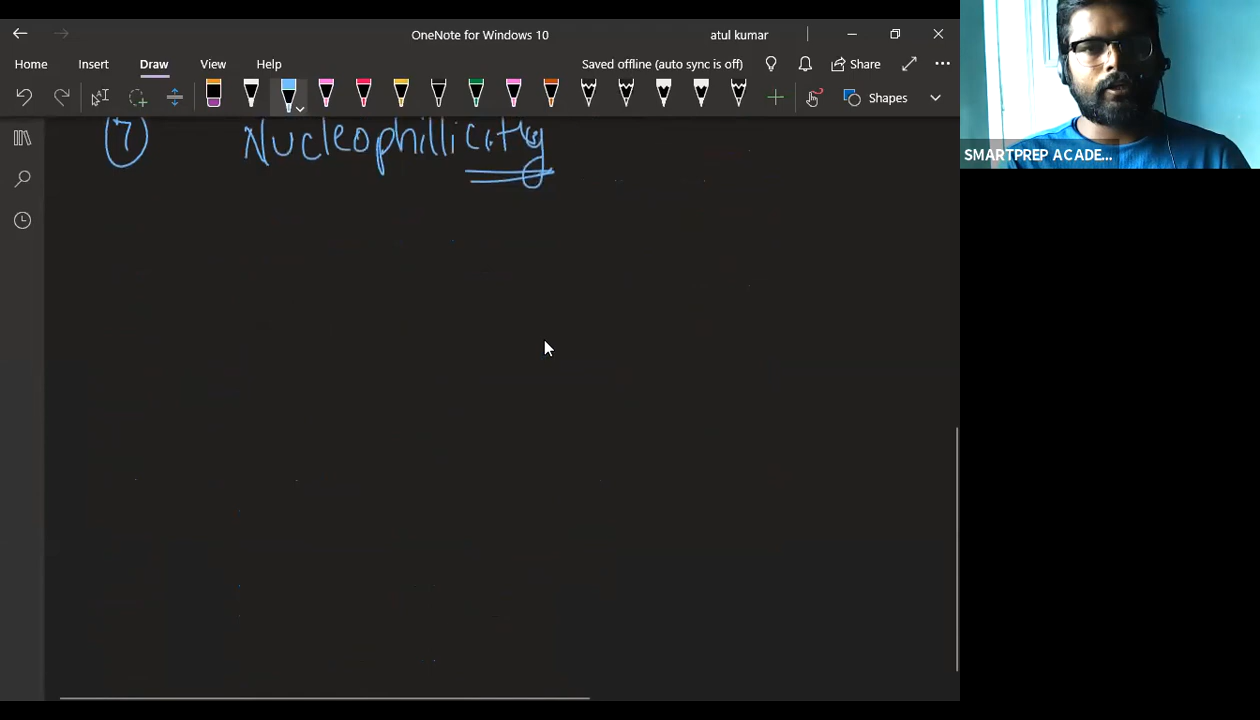 OneNote for Windows 10
atul kumar
Home Insert Draw View Help
Saved offline (auto sync is off)
Share
Shapes
SMARTPREP ACADE...
7 Nucleophillicity